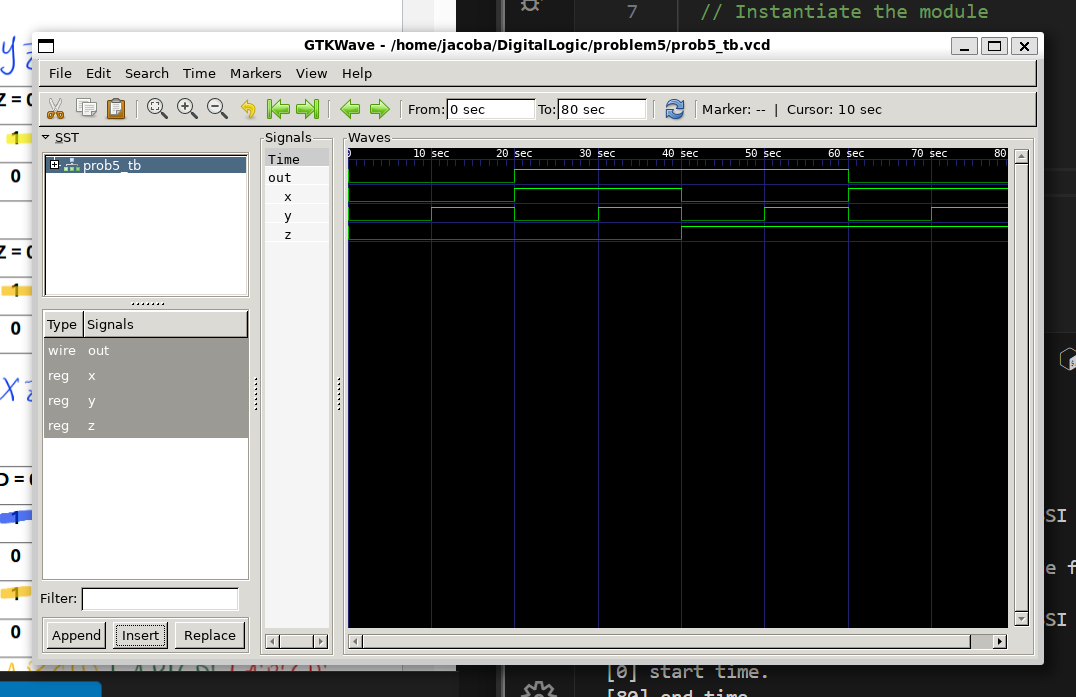 7 // Instantiate the module
GTKWave - /home/jacoba/DigitalLogic/problem5/prob5_tb.vcd
File Edit Search Time Markers View Help
From: 0 sec To: 80 sec Marker: -- | Cursor: 10 sec
SST
prob5_tb
Type Signals
wire out
reg x
reg y
reg z
Filter:
Append Insert Replace
Signals
Time
out
x
y
z
Waves
0 10 sec 20 sec 30 sec 40 sec 50 sec 60 sec 70 sec 80
1
0
1
0
1
0
1
0
SI
SI
[0] start time.
[80] end time